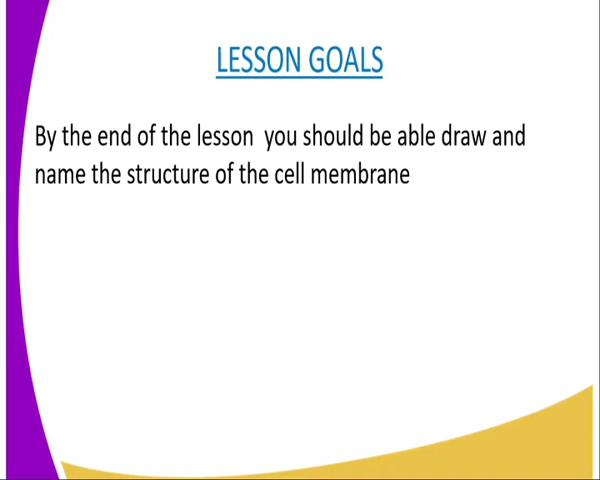 LESSON GOALS
By the end of the lesson  you should be able draw and
name the structure of the cell membrane